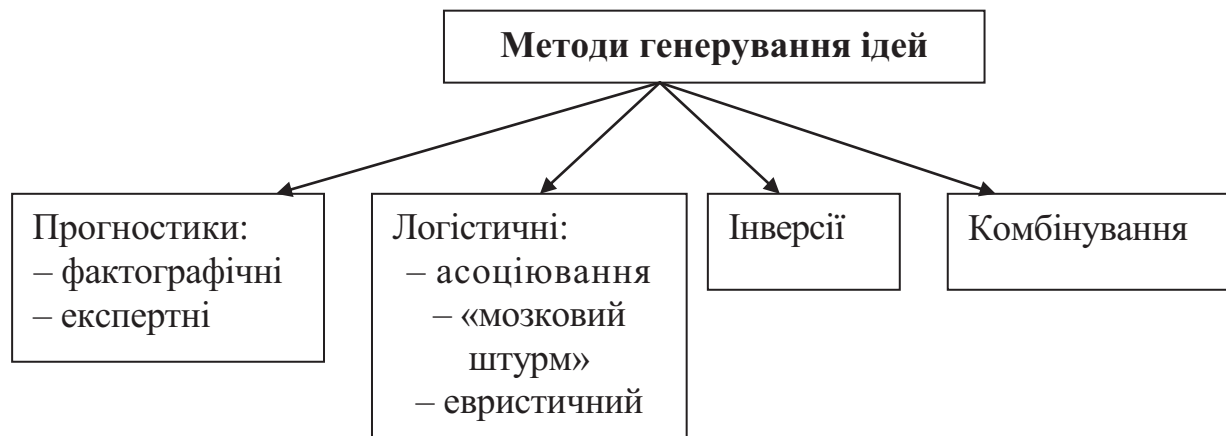 Методи генерування ідей
Прогностики:
– фактографічні
– експертні
Логістичні:
– асоціювання
– «мозковий
штурм»
– евристичний
Інверсії
Комбінування